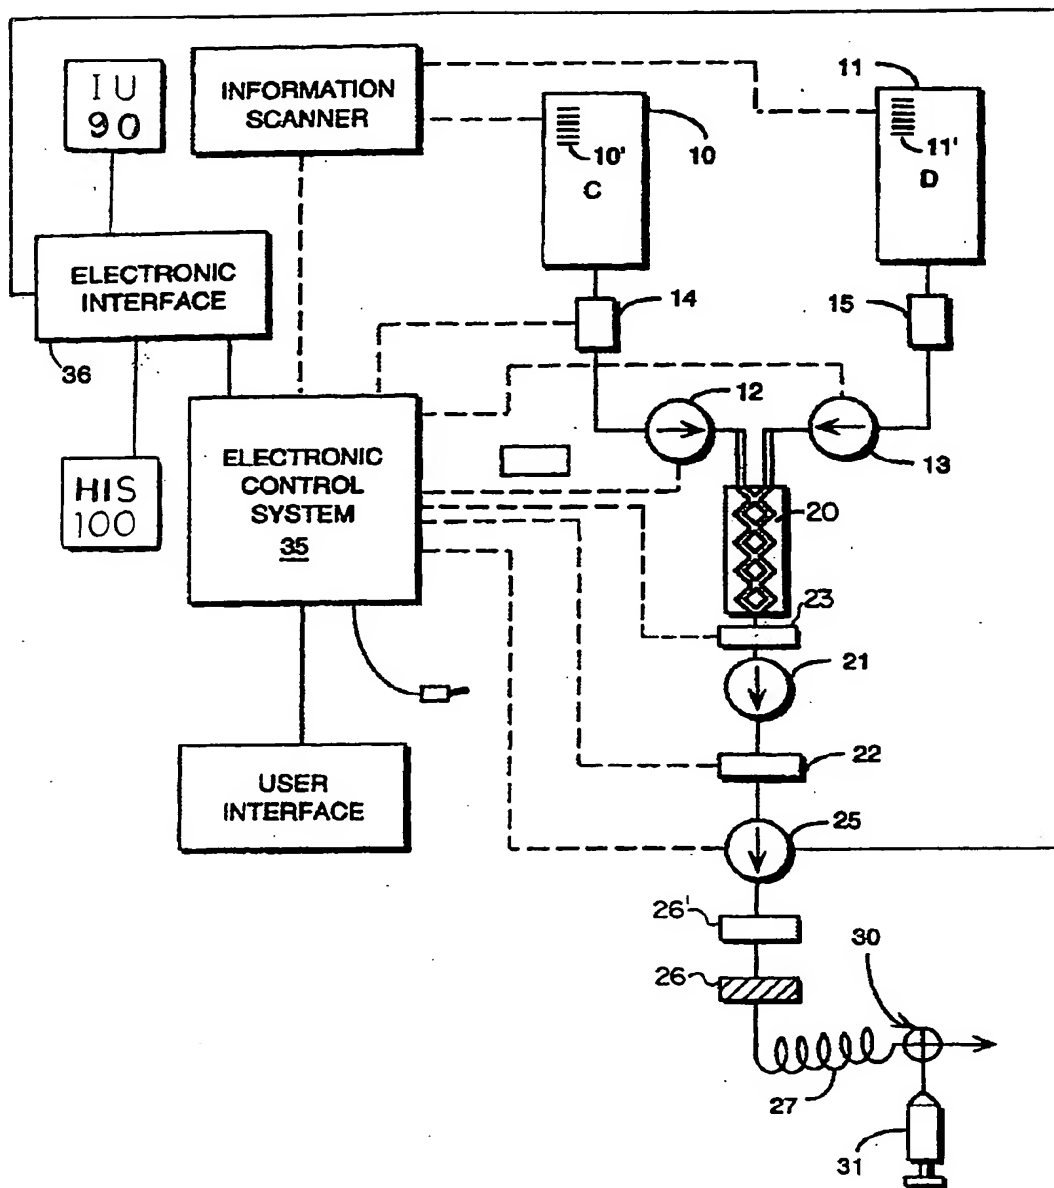 IU
90
INFORMATION
SCANNER
11
10'
10
C
11'
D
ELECTRONIC
INTERFACE
36
14
15
12
13
HIS
100
ELECTRONIC
CONTROL
SYSTEM
35
20
23
21
22
USER
INTERFACE
25
26'
26
30
27
31